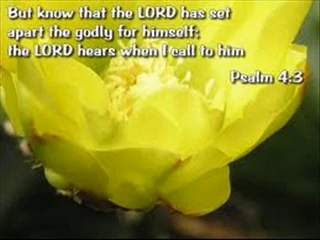 But know that the LORD has set
apart the godly for himself;
the LORD hears when I call to him
Psalm 4:3